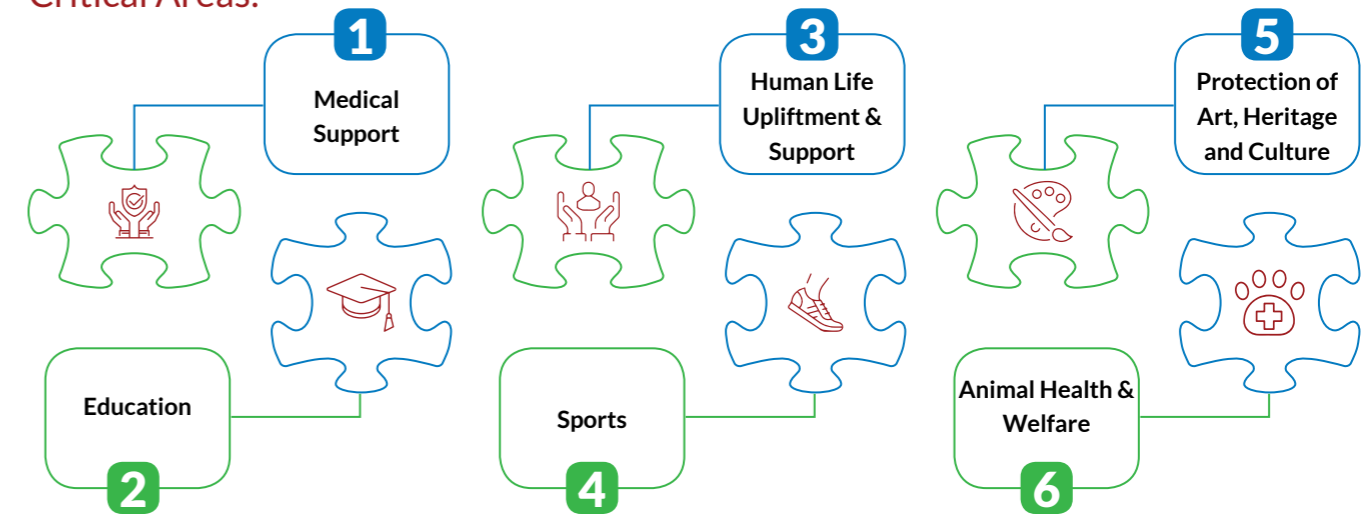 Critical Areas:
1
Medical
Support
2
Education
3
Human Life
Upliftment &
Support
4
Sports
5
Protection of
Art, Heritage
and Culture
6
Animal Health &
Welfare